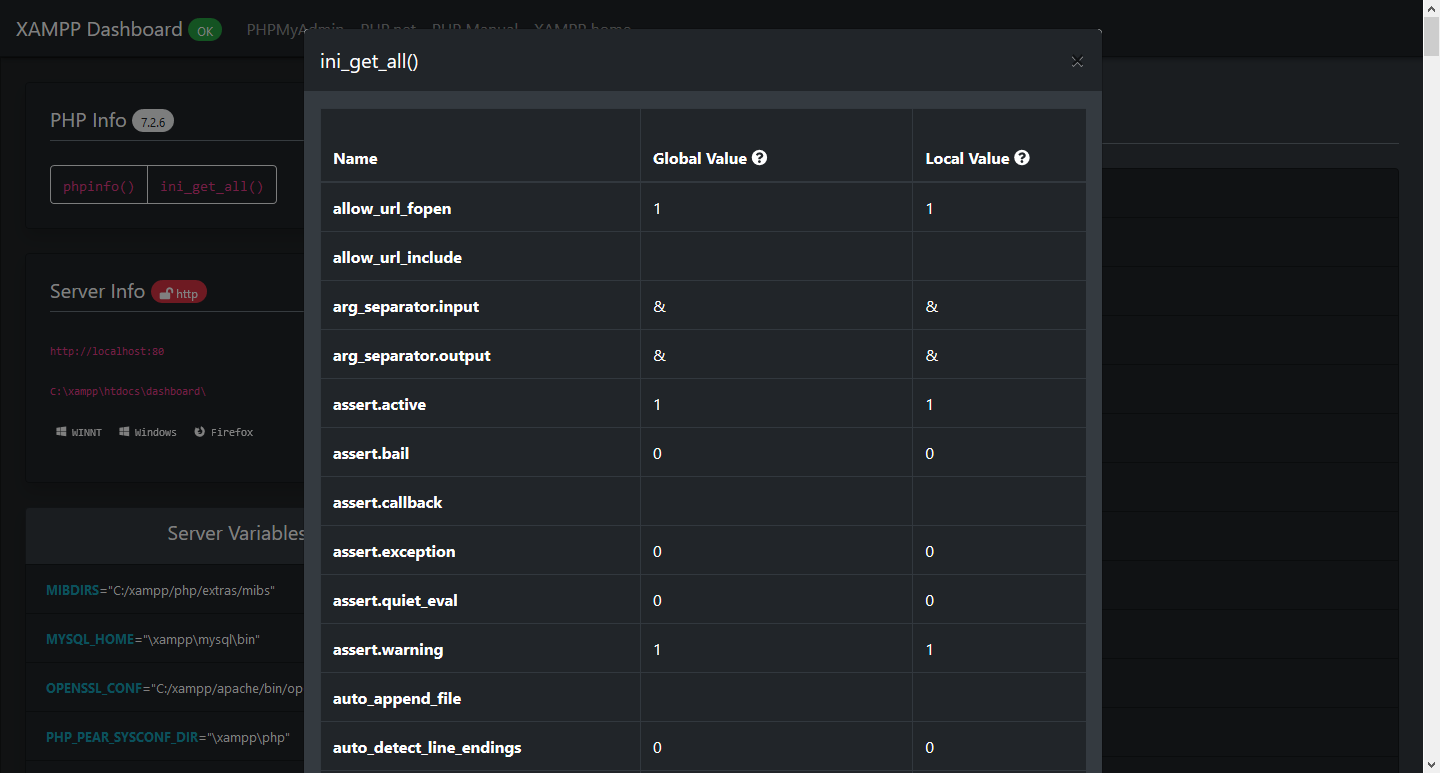 XAMPP Dashboard OK PHPMyAdmin PHP.net PHP Manual XAMPP home
ini_get_all() ×
PHP Info 7.2.6
phpinfo() ini_get_all()
Server Info http
http://localhost:80
C:\xampp\htdocs\dashboard\
WINNT Windows Firefox
Server Variables
MIBDIRS="C:/xampp/php/extras/mibs"
MYSQL_HOME="\xampp\mysql\bin"
OPENSSL_CONF="C:/xampp/apache/bin/op
PHP_PEAR_SYSCONF_DIR="\xampp\php"
Name Global Value ? Local Value ?
allow_url_fopen 1 1
allow_url_include
arg_separator.input & &
arg_separator.output & &
assert.active 1 1
assert.bail 0 0
assert.callback
assert.exception 0 0
assert.quiet_eval 0 0
assert.warning 1 1
auto_append_file
auto_detect_line_endings 0 0